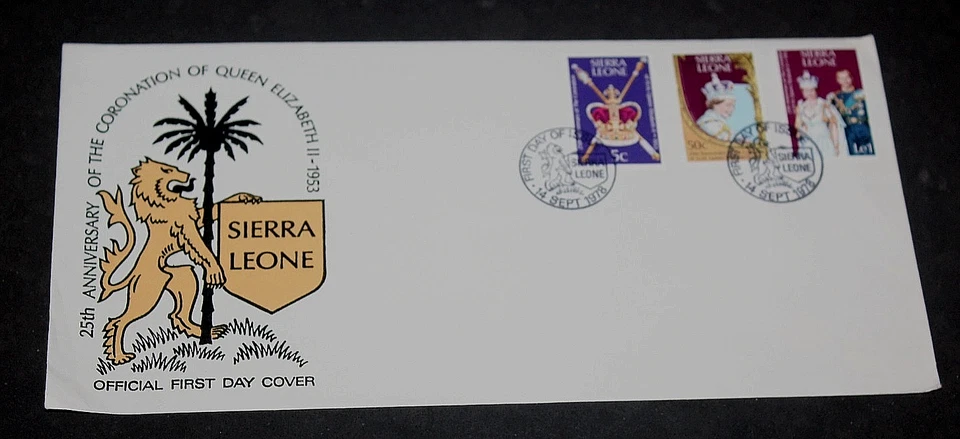 25th ANNIVERSARY OF THE CORONATION OF QUEEN ELIZABETH II-1953
SIERRA
LEONE
OFFICIAL FIRST DAY COVER
SIERRA
LEONE
5c
SIERRA
LEONE
50c
SIERRA
LEONE
Le1
FIRST DAY OF ISSUE
SIERRA
LEONE
14 SEPT 1978
FIRST DAY OF ISSUE
SIERRA
LEONE
14 SEPT 1978